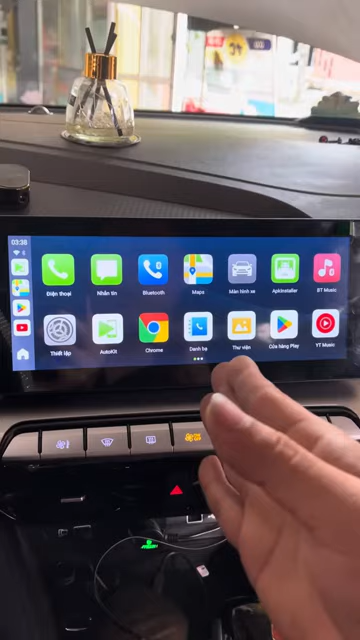 03:38
Điện thoại
Nhắn tin
Bluetooth
Maps
Màn hình xe
ApkInstaller
BT Music
Thiết lập
AutoKit
Chrome
Danh bạ
Thư viện
Cửa hàng Play
YT Music